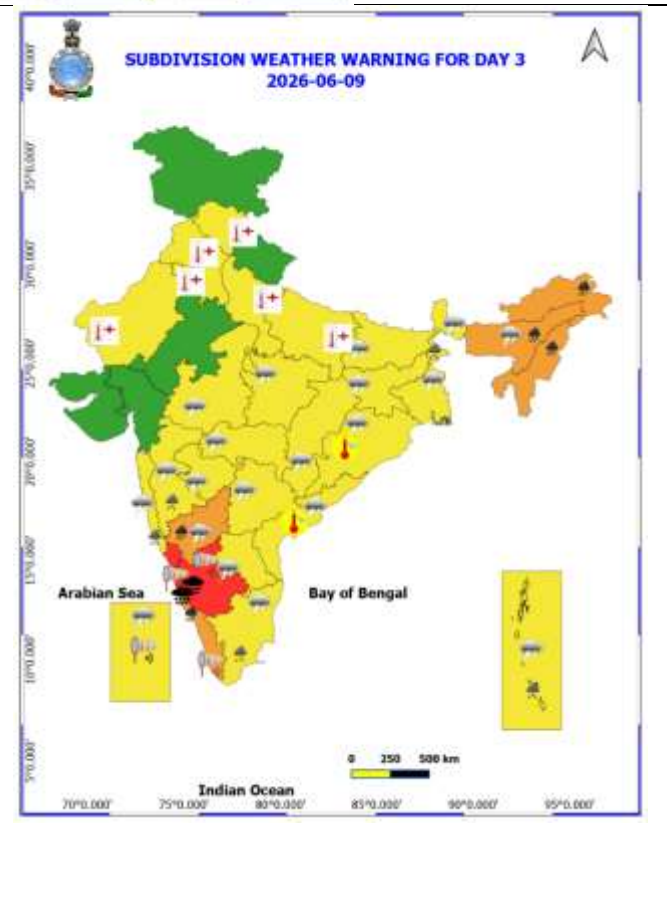 SUBDIVISION WEATHER WARNING FOR DAY 3
2026-06-09
40°0.000'
35°0.000'
30°0.000'
25°0.000'
20°0.000'
15°0.000'
10°0.000'
5°0.000'
Arabian Sea
Bay of Bengal
0 250 500 km
Indian Ocean
70°0.000' 75°0.000' 80°0.000' 85°0.000' 90°0.000' 95°0.000'